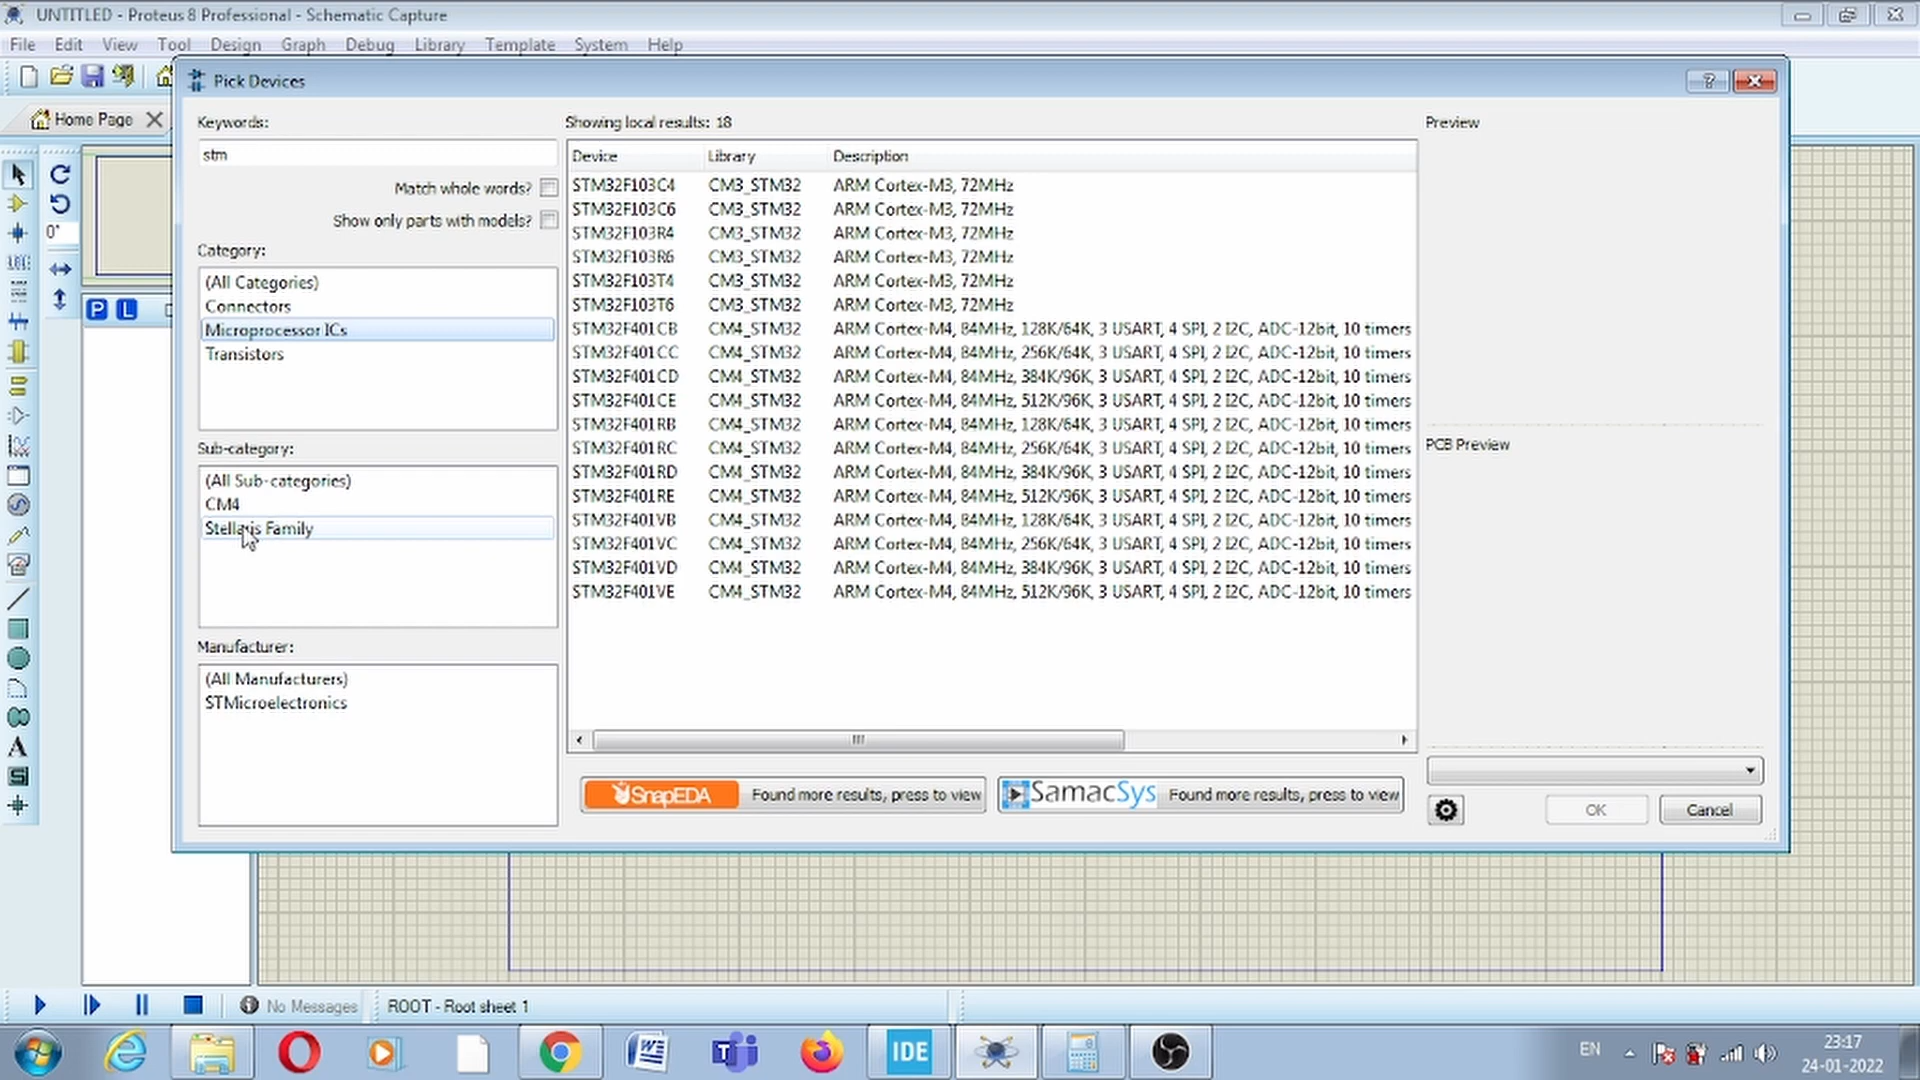 UNTITLED - Proteus 8 Professional - Schematic Capture
File Edit View Tool Design Graph Debug Library Template System Help
Pick Devices
Home Page
Keywords:
stm
Match whole words?
Show only parts with models?
Category:
(All Categories)
Connectors
Microprocessor ICs
Transistors
Sub-category:
(All Sub-categories)
CM4
Stellaris Family
Manufacturer:
(All Manufacturers)
STMicroelectronics
Showing local results: 18
Device Library Description
STM32F103C4 CM3_STM32 ARM Cortex-M3, 72MHz
STM32F103C6 CM3_STM32 ARM Cortex-M3, 72MHz
STM32F103R4 CM3_STM32 ARM Cortex-M3, 72MHz
STM32F103R6 CM3_STM32 ARM Cortex-M3, 72MHz
STM32F103T4 CM3_STM32 ARM Cortex-M3, 72MHz
STM32F103T6 CM3_STM32 ARM Cortex-M3, 72MHz
STM32F401CB CM4_STM32 ARM Cortex-M4, 84MHz, 128K/64K, 3 USART, 4 SPI, 2 I2C, ADC-12bit, 10 timers
STM32F401CC CM4_STM32 ARM Cortex-M4, 84MHz, 256K/64K, 3 USART, 4 SPI, 2 I2C, ADC-12bit, 10 timers
STM32F401CD CM4_STM32 ARM Cortex-M4, 84MHz, 384K/96K, 3 USART, 4 SPI, 2 I2C, ADC-12bit, 10 timers
STM32F401CE CM4_STM32 ARM Cortex-M4, 84MHz, 512K/96K, 3 USART, 4 SPI, 2 I2C, ADC-12bit, 10 timers
STM32F401RB CM4_STM32 ARM Cortex-M4, 84MHz, 128K/64K, 3 USART, 4 SPI, 2 I2C, ADC-12bit, 10 timers
STM32F401RC CM4_STM32 ARM Cortex-M4, 84MHz, 256K/64K, 3 USART, 4 SPI, 2 I2C, ADC-12bit, 10 timers
STM32F401RD CM4_STM32 ARM Cortex-M4, 84MHz, 384K/96K, 3 USART, 4 SPI, 2 I2C, ADC-12bit, 10 timers
STM32F401RE CM4_STM32 ARM Cortex-M4, 84MHz, 512K/96K, 3 USART, 4 SPI, 2 I2C, ADC-12bit, 10 timers
STM32F401VB CM4_STM32 ARM Cortex-M4, 84MHz, 128K/64K, 3 USART, 4 SPI, 2 I2C, ADC-12bit, 10 timers
STM32F401VC CM4_STM32 ARM Cortex-M4, 84MHz, 256K/64K, 3 USART, 4 SPI, 2 I2C, ADC-12bit, 10 timers
STM32F401VD CM4_STM32 ARM Cortex-M4, 84MHz, 384K/96K, 3 USART, 4 SPI, 2 I2C, ADC-12bit, 10 timers
STM32F401VE CM4_STM32 ARM Cortex-M4, 84MHz, 512K/96K, 3 USART, 4 SPI, 2 I2C, ADC-12bit, 10 timers
SnapEDA Found more results, press to view
SamacSys Found more results, press to view
Preview
PCB Preview
OK Cancel
0°
P L
A
S
No Messages ROOT - Root sheet 1
IDE
EN
23:17
24-01-2022